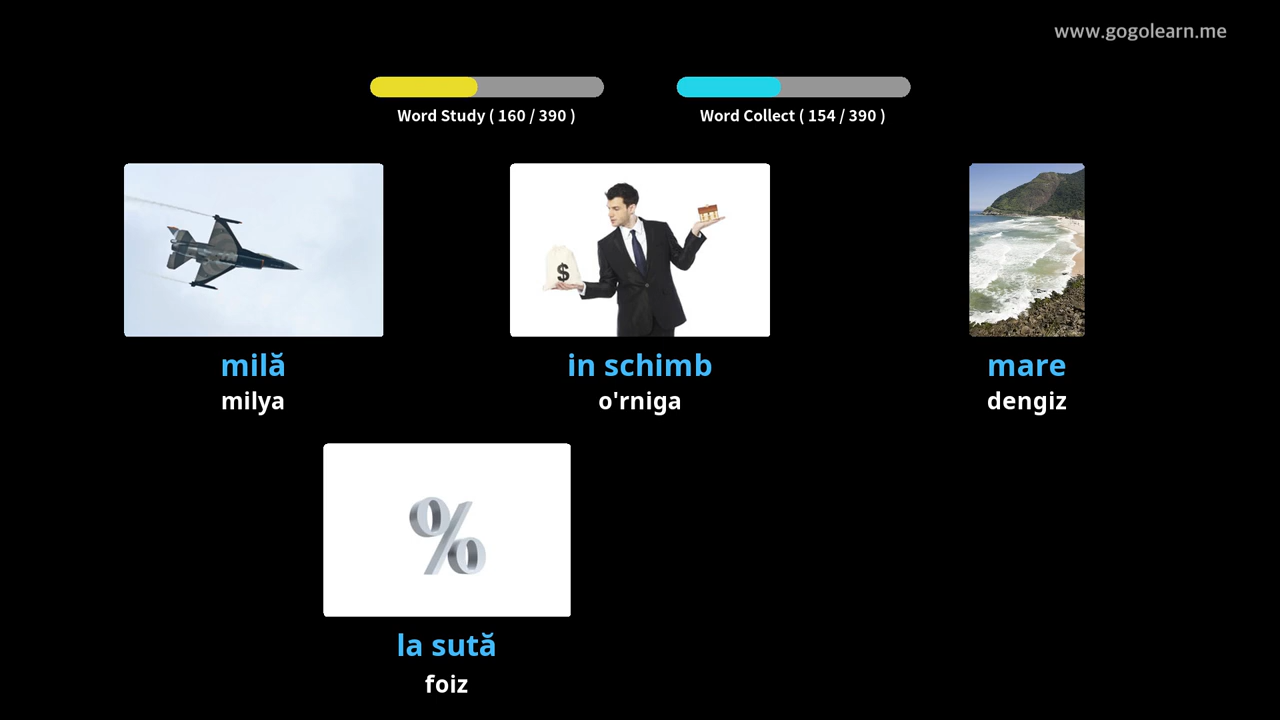 www.gogolearn.me
Word Study ( 160 / 390 )
Word Collect ( 154 / 390 )
$
milă
milya
in schimb
o'rniga
mare
dengiz
%
la sută
foiz